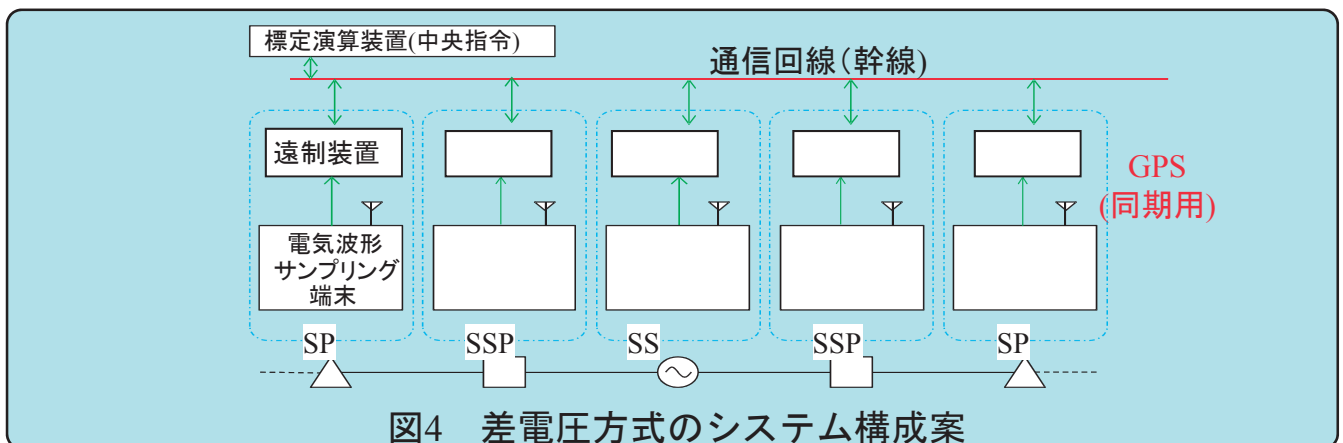 標定演算装置(中央指令)
通信回線(幹線)
遠制装置
GPS
(同期用)
電気波形
サンプリング
端末
SP
SSP
SS
SSP
SP
図4 差電圧方式のシステム構成案